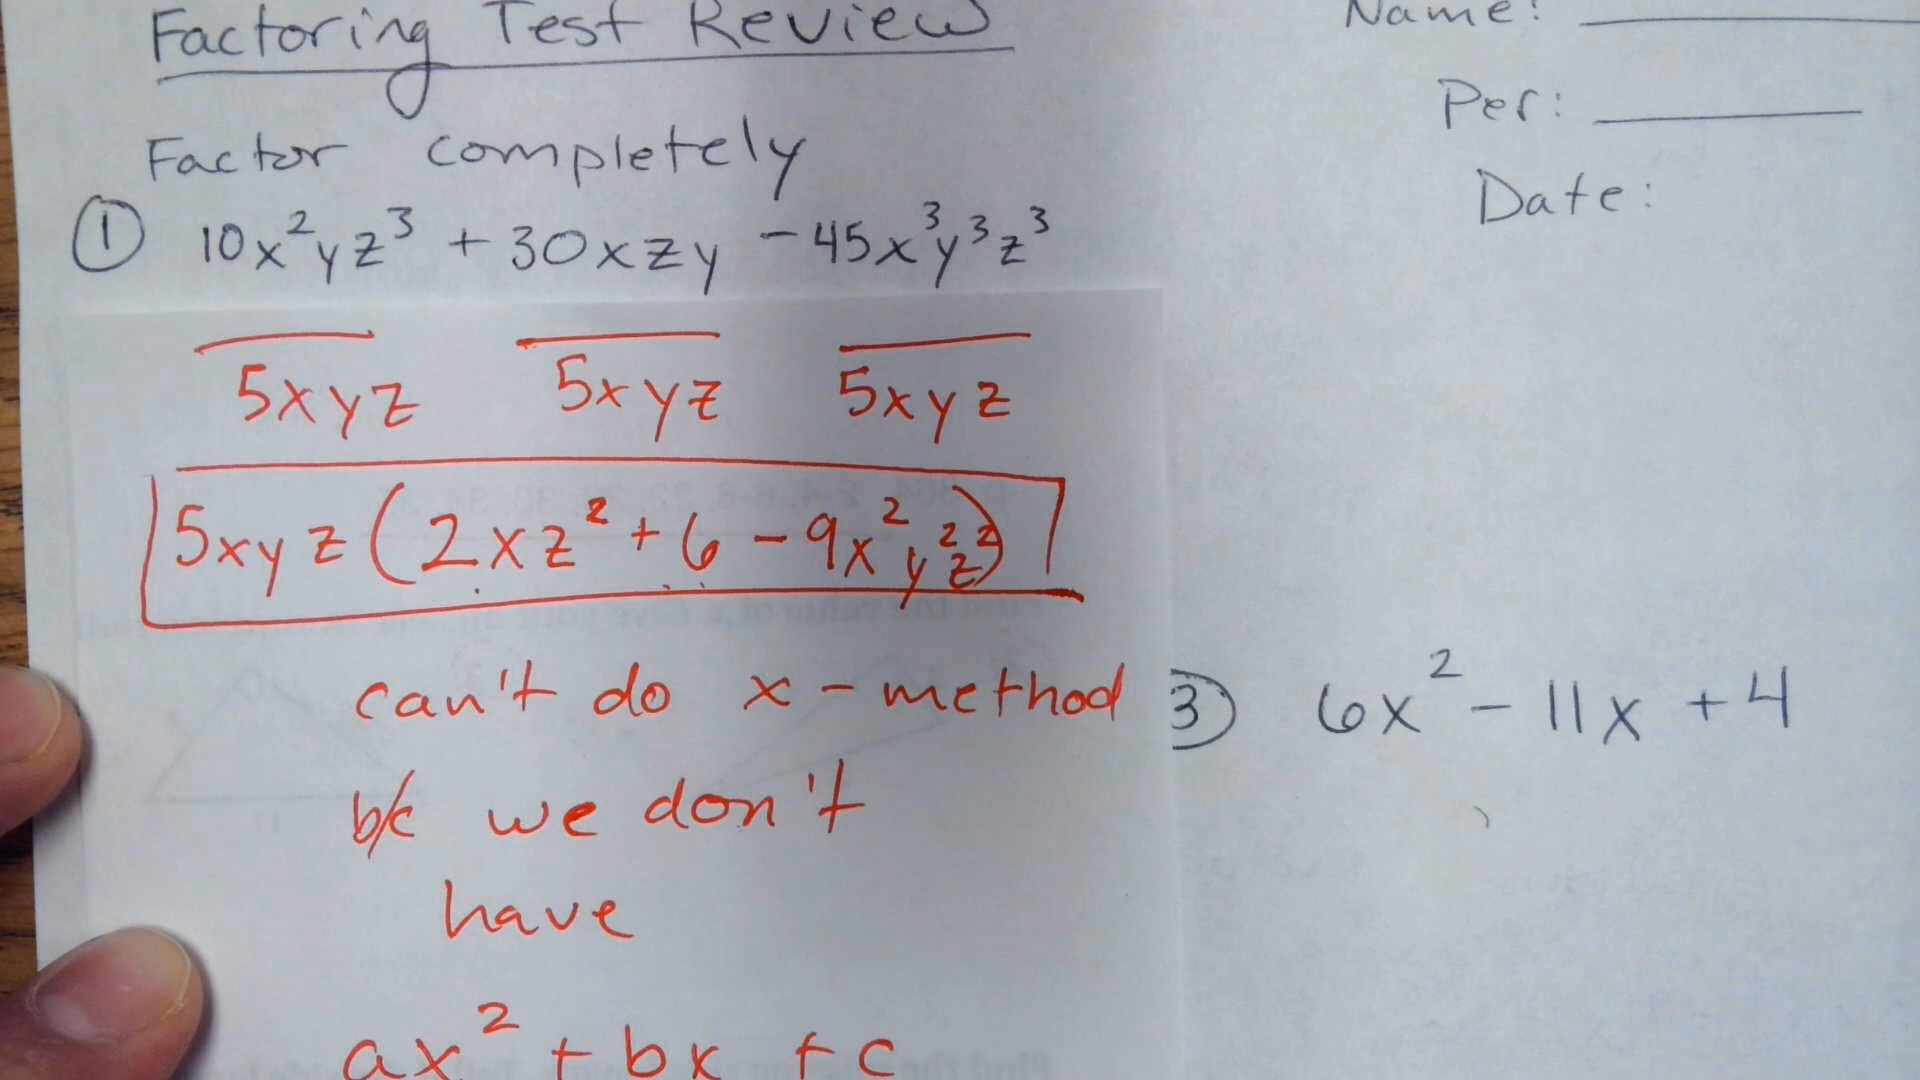 Factoring Test Review
Name:
Per:
Date:
Factor completely
① 10x²yz³ + 30xzy - 45x³y³z³
5xyz 5xyz 5xyz
5xyz(2xz² + 6 - 9x²y²z²)
can't do x-method
b/c we don't
have
ax² + bx + c
③ 6x² - 11x + 4